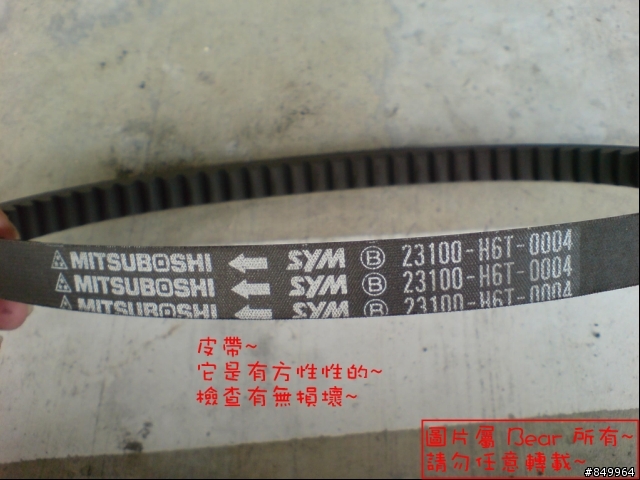 MITSUBOSHI ← SYM Ⓑ 23100-H6T-0004
MITSUBOSHI ← SYM Ⓑ 23100-H6T-0004
MITSUBOSHI ← SYM Ⓑ 23100-H6T-0004
皮帶~
它是有方性性的~
檢查有無損壞~
圖片屬 Bear 所有~
請勿任意轉載~
#849964